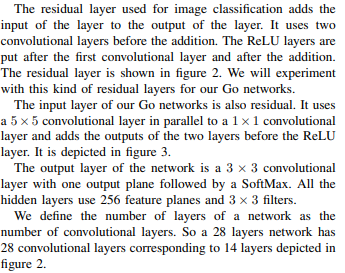 The residual layer used for image classification adds the
input of the layer to the output of the layer. It uses two
convolutional layers before the addition. The ReLU layers are
put after the first convolutional layer and after the addition.
The residual layer is shown in figure 2. We will experiment
with this kind of residual layers for our Go networks.
The input layer of our Go networks is also residual. It uses
a 5 × 5 convolutional layer in parallel to a 1 × 1 convolutional
layer and adds the outputs of the two layers before the ReLU
layer. It is depicted in figure 3.
The output layer of the network is a 3 × 3 convolutional
layer with one output plane followed by a SoftMax. All the
hidden layers use 256 feature planes and 3 × 3 filters.
We define the number of layers of a network as the
number of convolutional layers. So a 28 layers network has
28 convolutional layers corresponding to 14 layers depicted in
figure 2.